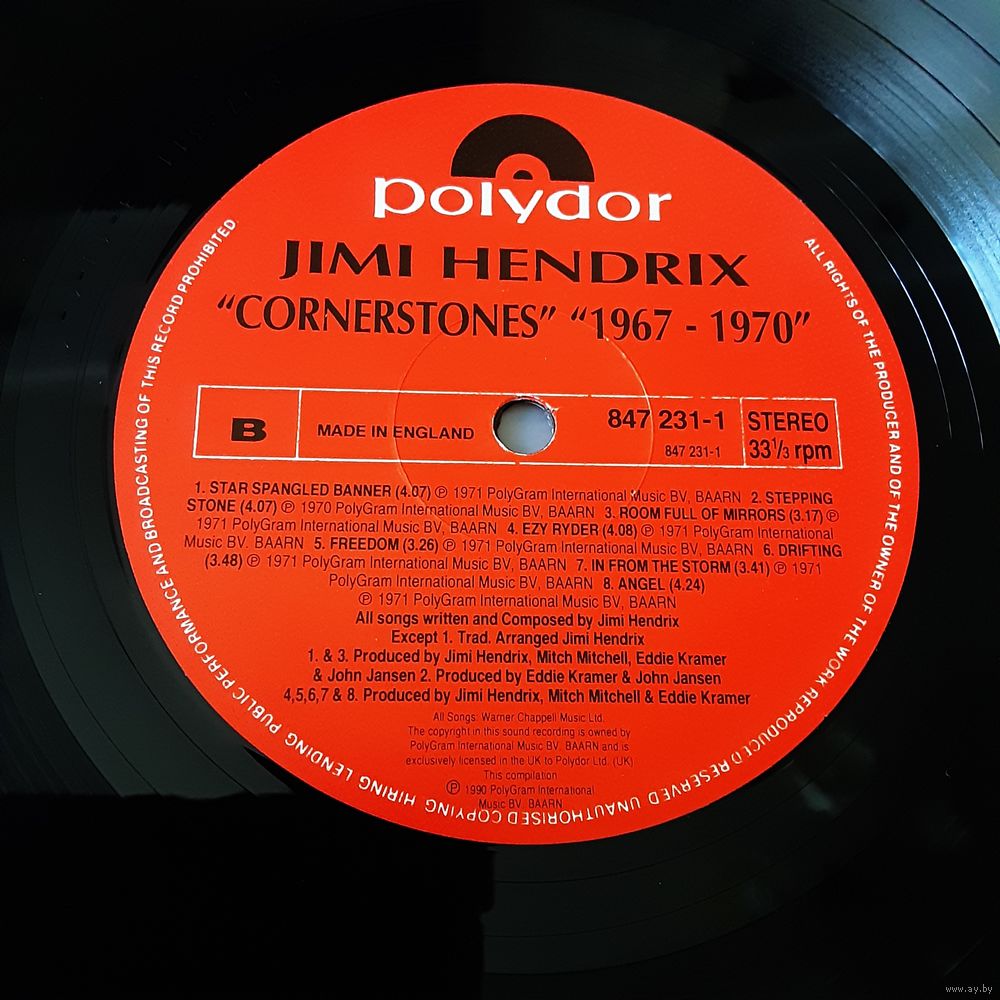 polydor
JIMI HENDRIX
“CORNERSTONES” “1967 - 1970”
B
MADE IN ENGLAND
847 231-1
847 231-1
STEREO
33⅓ rpm
1. STAR SPANGLED BANNER (4.07) ℗ 1971 PolyGram International Music BV, BAARN 2. STEPPING
STONE (4.07) ℗ 1970 PolyGram International Music BV, BAARN 3. ROOM FULL OF MIRRORS (3.17) ℗
1971 PolyGram International Music BV, BAARN 4. EZY RYDER (4.08) ℗ 1971 PolyGram International
Music BV. BAARN 5. FREEDOM (3.26) ℗ 1971 PolyGram International Music BV, BAARN 6. DRIFTING
(3.48) ℗ 1971 PolyGram International Music BV, BAARN 7. IN FROM THE STORM (3.41) ℗ 1971
PolyGram International Music BV, BAARN 8. ANGEL (4.24)
℗ 1971 PolyGram International Music BV, BAARN
All songs written and Composed by Jimi Hendrix
Except 1. Trad. Arranged Jimi Hendrix
1. & 3. Produced by Jimi Hendrix, Mitch Mitchell, Eddie Kramer
& John Jansen 2. Produced by Eddie Kramer & John Jansen
4,5,6,7 & 8. Produced by Jimi Hendrix, Mitch Mitchell & Eddie Kramer
All Songs: Warner Chappell Music Ltd.
The copyright in this sound recording is owned by
PolyGram International Music BV. BAARN and is
exclusively licensed in the UK to Polydor Ltd. (UK)
This compilation
℗ 1990 PolyGram International
Music BV. BAARN
ALL RIGHTS OF THE PRODUCER AND OF THE OWNER OF THE WORK REPRODUCED RESERVED UNAUTHORISED COPYING HIRING LENDING PUBLIC PERFORMANCE AND BROADCASTING OF THIS RECORD PROHIBITED
www.ay.by